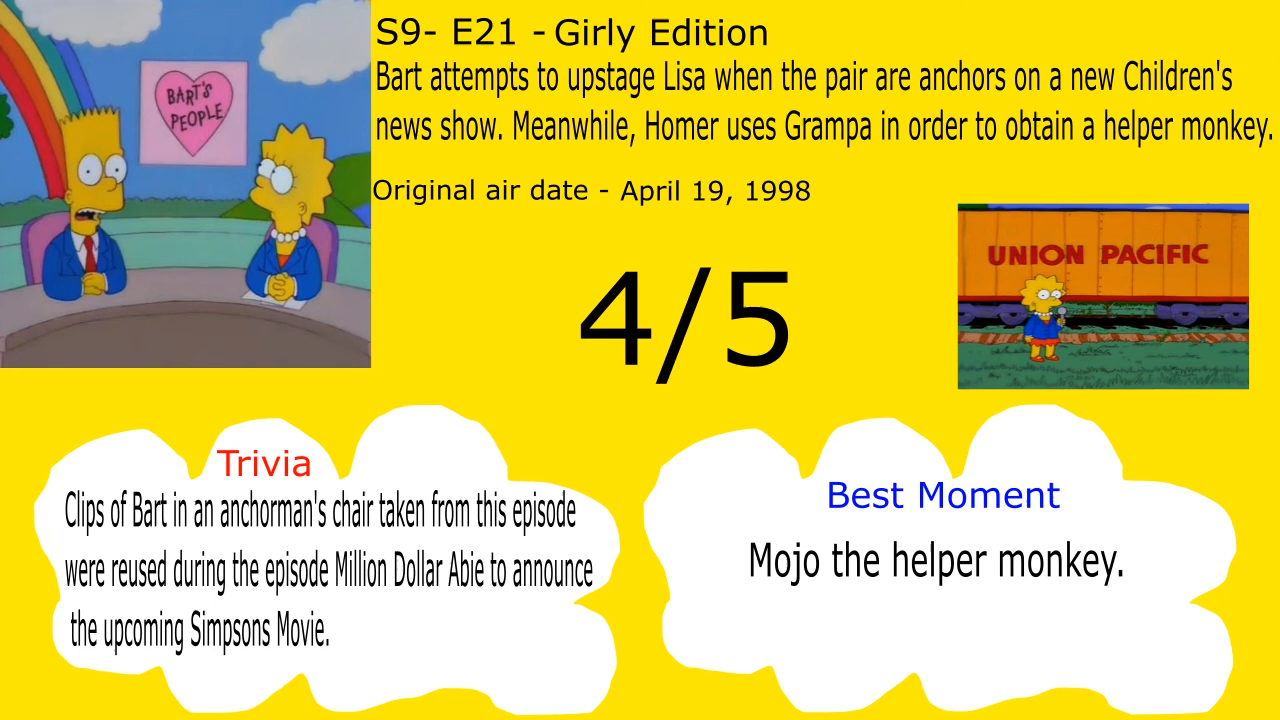 S9- E21 - Girly Edition
Bart attempts to upstage Lisa when the pair are anchors on a new Children's
news show. Meanwhile, Homer uses Grampa in order to obtain a helper monkey.
Original air date - April 19, 1998
BART'S
PEOPLE
UNION PACIFIC
4/5
Trivia
Clips of Bart in an anchorman's chair taken from this episode
were reused during the episode Million Dollar Abie to announce
the upcoming Simpsons Movie.
Best Moment
Mojo the helper monkey.